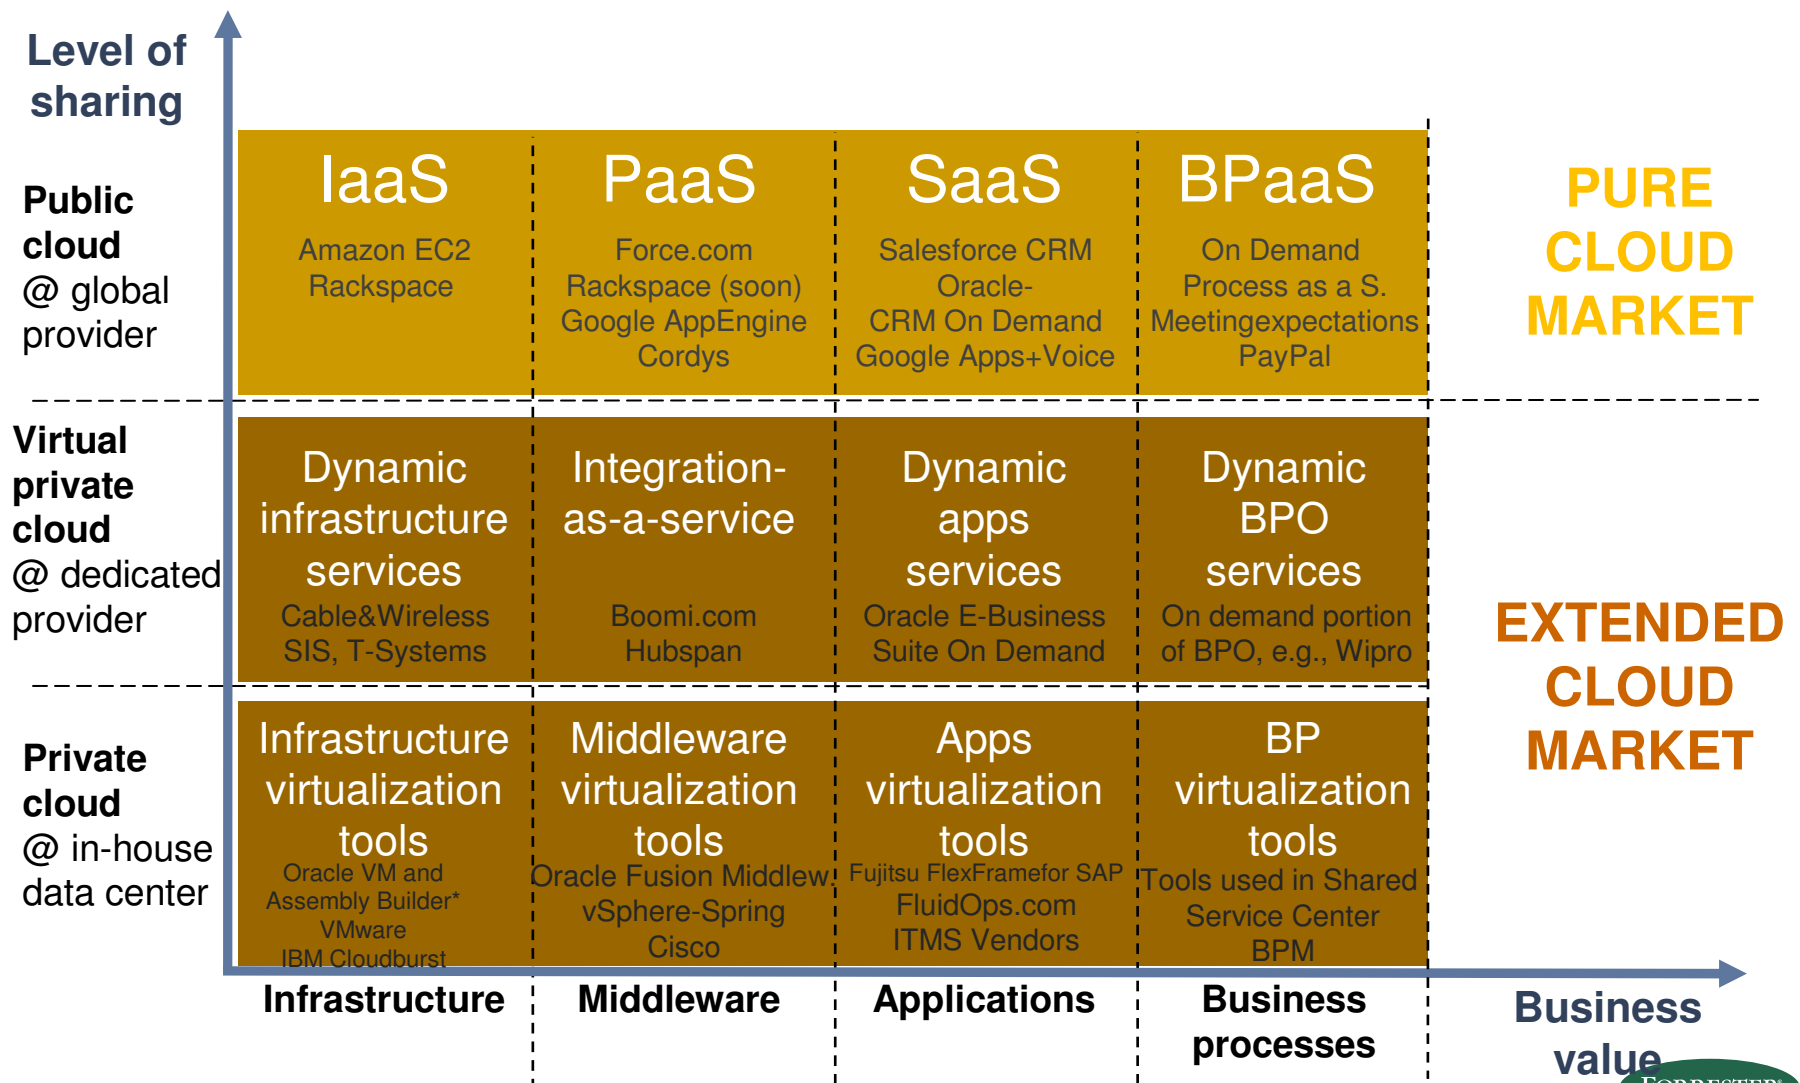 Level of
sharing
Public
cloud
@ global
provider
IaaS
Amazon EC2
Rackspace
PaaS
Force.com
Rackspace (soon)
Google AppEngine
Cordys
SaaS
Salesforce CRM
Oracle-
CRM On Demand
Google Apps+Voice
BPaaS
On Demand
Process as a S.
Meetingexpectations
PayPal
PURE
CLOUD
MARKET
Virtual
private
cloud
@ dedicated
provider
Dynamic
infrastructure
services
Cable&Wireless
SIS, T-Systems
Integration-
as-a-service
Boomi.com
Hubspan
Dynamic
apps
services
Oracle E-Business
Suite On Demand
Dynamic
BPO
services
On demand portion
of BPO, e.g., Wipro
EXTENDED
CLOUD
MARKET
Private
cloud
@ in-house
data center
Infrastructure
virtualization
tools
Oracle VM and
Assembly Builder*
VMware
IBM Cloudburst
Middleware
virtualization
tools
Oracle Fusion Middlew.
vSphere-Spring
Cisco
Apps
virtualization
tools
Fujitsu FlexFramefor SAP
FluidOps.com
ITMS Vendors
BP
virtualization
tools
Tools used in Shared
Service Center
BPM
Infrastructure
Middleware
Applications
Business
processes
Business
value
FORRESTER